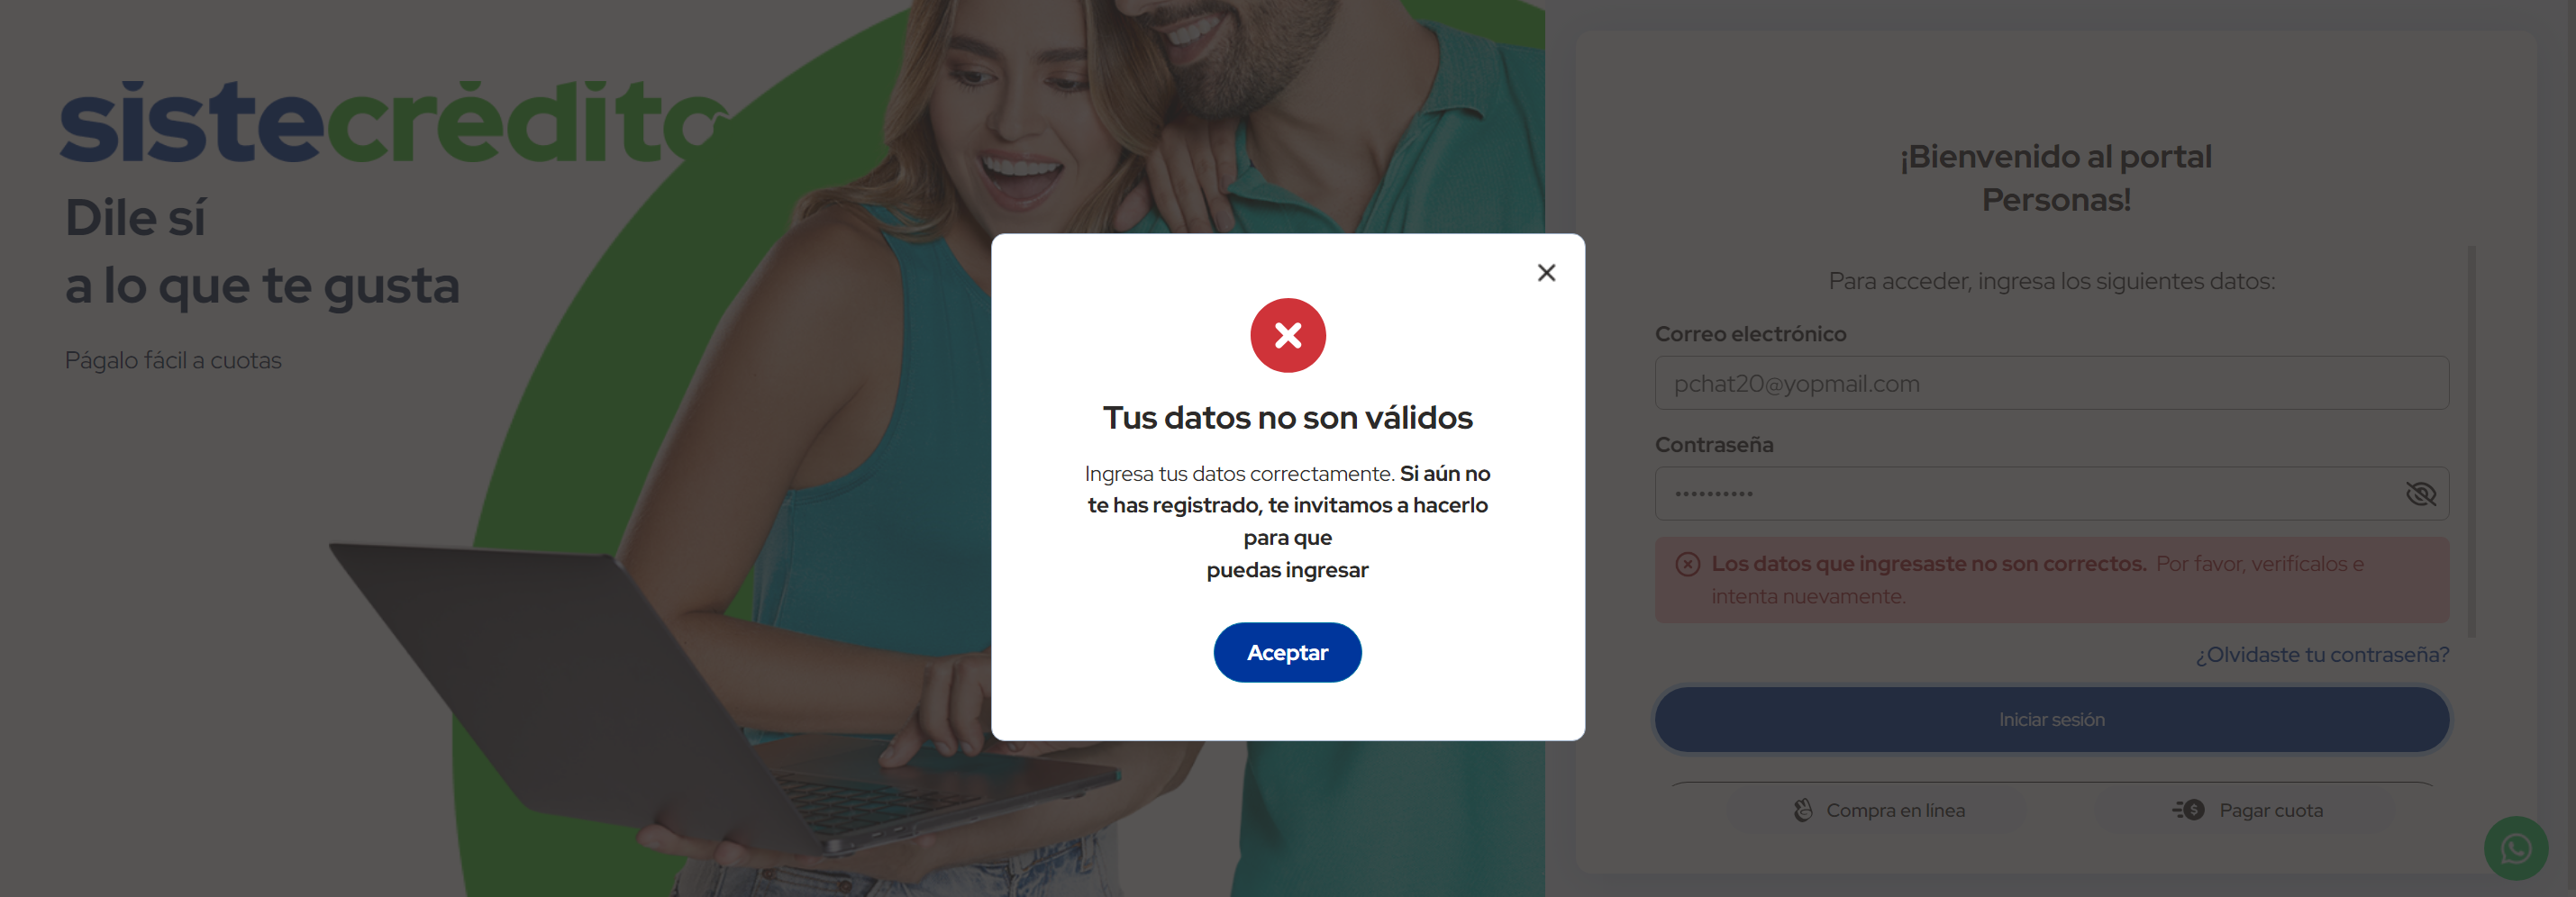 sistecrédito
Dile sí
a lo que te gusta
Págalo fácil a cuotas
Tus datos no son válidos
Ingresa tus datos correctamente. Si aún no
te has registrado, te invitamos a hacerlo
para que
puedas ingresar
Aceptar
¡Bienvenido al portal
Personas!
Para acceder, ingresa los siguientes datos:
Correo electrónico
pchat20@yopmail.com
Contraseña
••••••••••
Los datos que ingresaste no son correctos. Por favor, verifícalos e
intenta nuevamente.
¿Olvidaste tu contraseña?
Iniciar sesión
Compra en línea
Pagar cuota